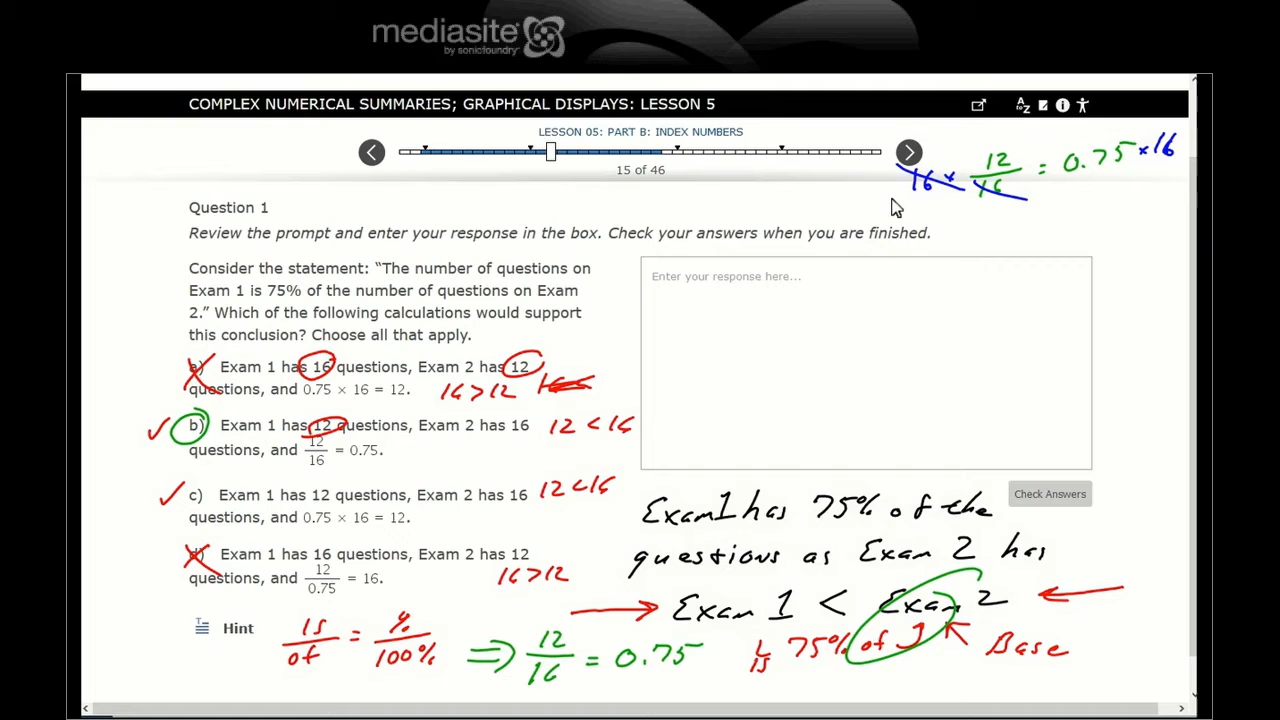 mediasite
by sonicfoundry
COMPLEX NUMERICAL SUMMARIES; GRAPHICAL DISPLAYS: LESSON 5
A to Z
LESSON 05: PART B: INDEX NUMBERS
15 of 46
16 × 12/16 = 0.75 × 16
Question 1
Review the prompt and enter your response in the box. Check your answers when you are finished.
Consider the statement: “The number of questions on
Exam 1 is 75% of the number of questions on Exam
2.” Which of the following calculations would support
this conclusion? Choose all that apply.
a) Exam 1 has 16 questions, Exam 2 has 12
questions, and 0.75 × 16 = 12.
16 > 12
b) Exam 1 has 12 questions, Exam 2 has 16
questions, and 12/16 = 0.75.
12 < 16
c) Exam 1 has 12 questions, Exam 2 has 16
questions, and 0.75 × 16 = 12.
12 < 16
d) Exam 1 has 16 questions, Exam 2 has 12
questions, and 12/0.75 = 16.
16 > 12
Hint
Enter your response here...
Check Answers
Exam 1 has 75% of the
questions as Exam 2 has
Exam 1 < Exam 2
is/of = %/100% ⇒ 12/16 = 0.75
is 75% of Base